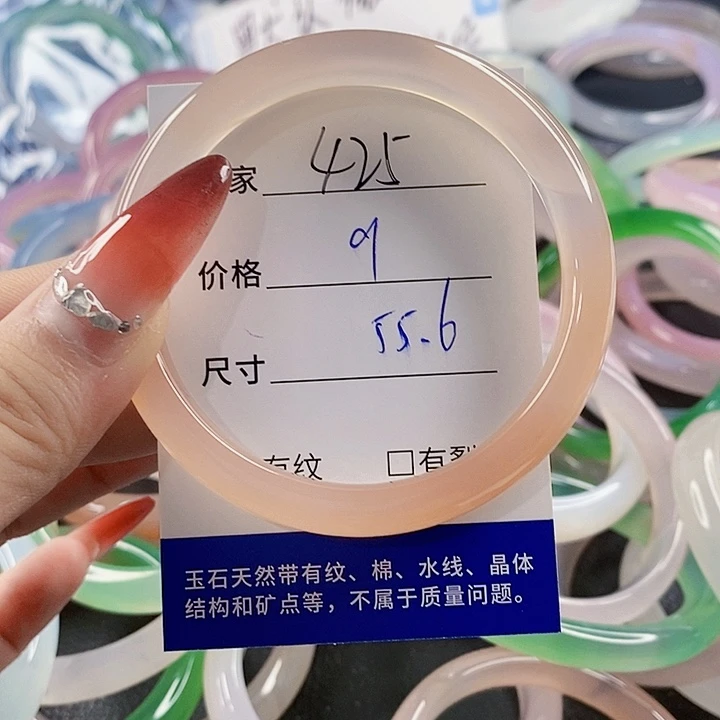 家 425
价格 9
尺寸 55.6
有纹 □有裂
玉石天然带有纹、棉、水线、晶体
结构和矿点等，不属于质量问题。